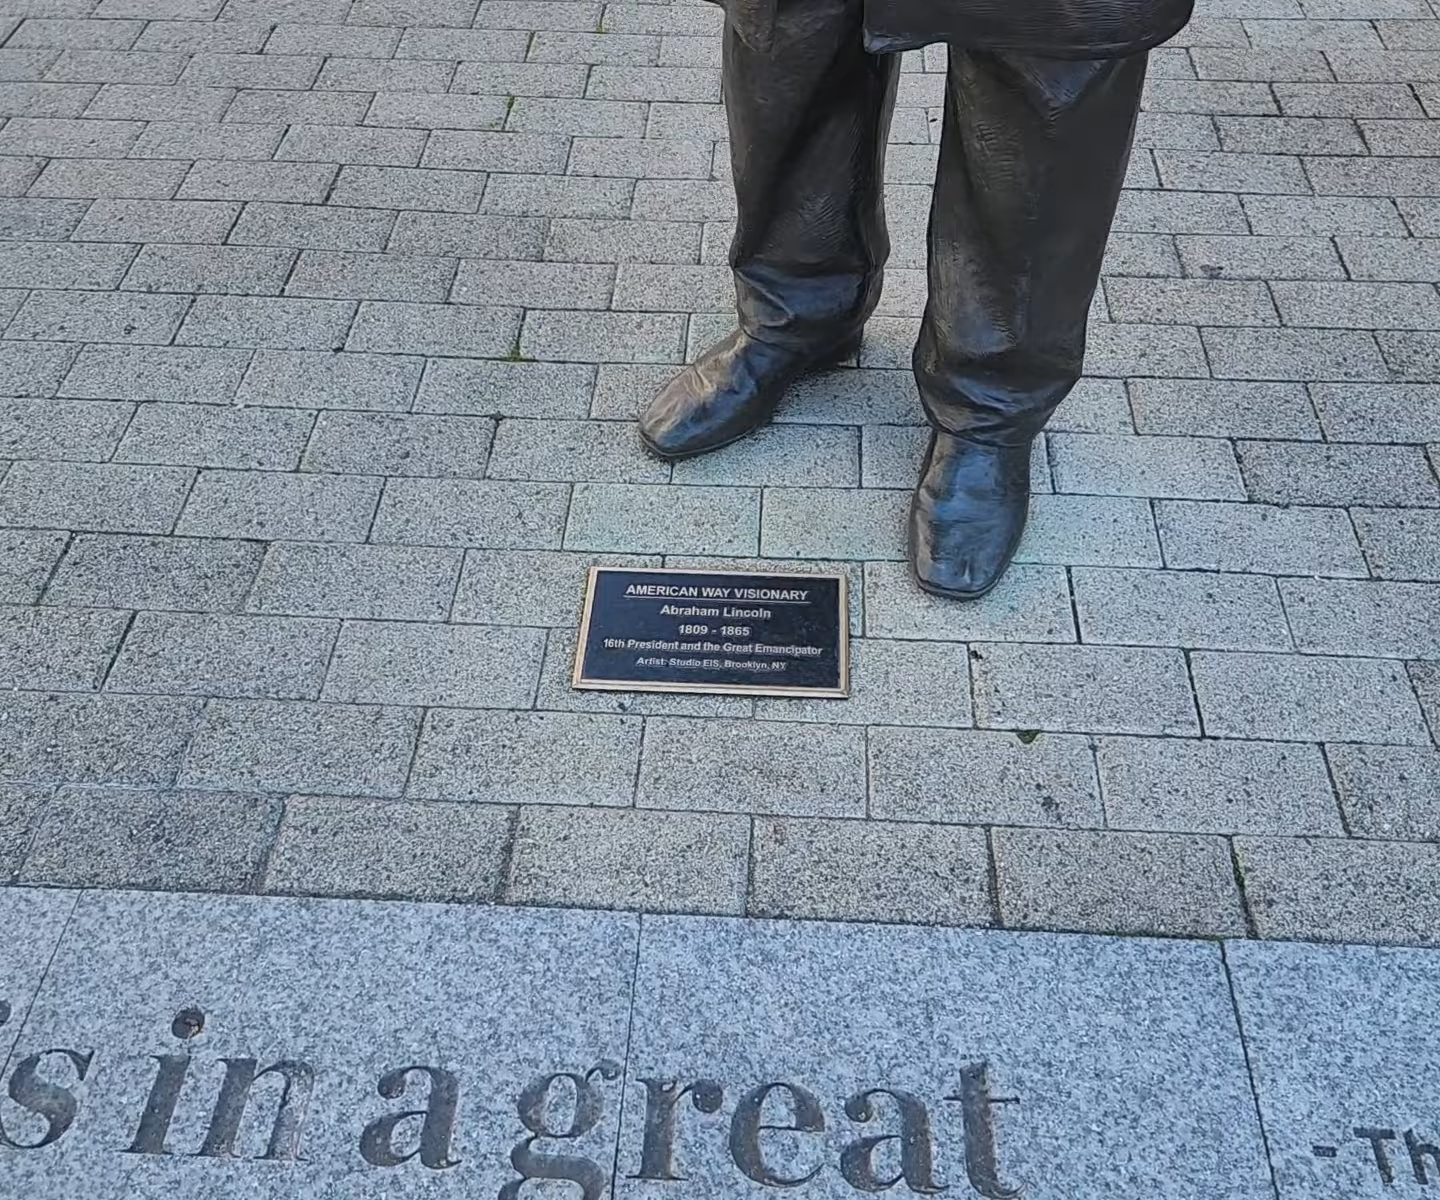 AMERICAN WAY VISIONARY
Abraham Lincoln
1809 - 1865
16th President and the Great Emancipator
Artist: Studio EIS, Brooklyn, NY
s in a great
- Th